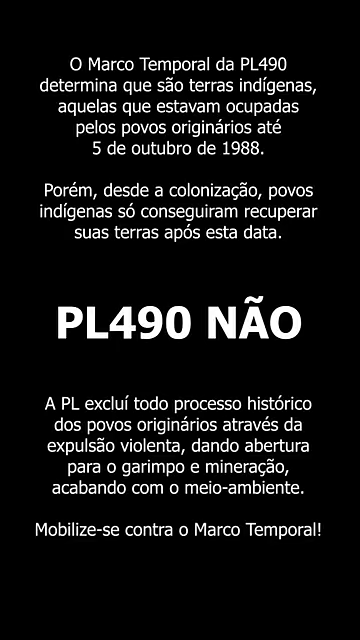 O Marco Temporal da PL490
determina que são terras indígenas,
aquelas que estavam ocupadas
pelos povos originários até
5 de outubro de 1988.
Porém, desde a colonização, povos
indígenas só conseguiram recuperar
suas terras após esta data.
PL490 NÃO
A PL excluí todo processo histórico
dos povos originários através da
expulsão violenta, dando abertura
para o garimpo e mineração,
acabando com o meio-ambiente.
Mobilize-se contra o Marco Temporal!